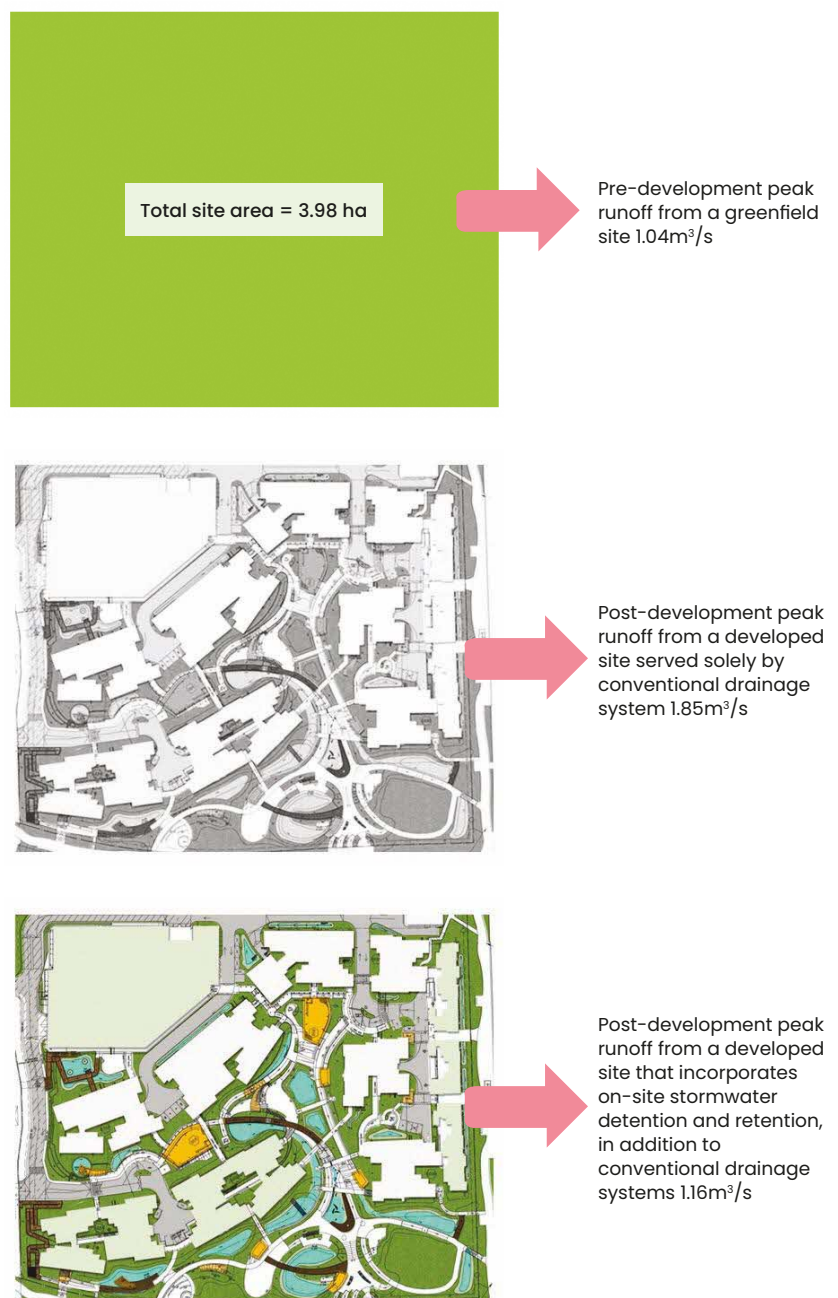 Total site area = 3.98 ha
Pre-development peak
runoff from a greenfield
site 1.04m³/s
Post-development peak
runoff from a developed
site served solely by
conventional drainage
system 1.85m³/s
Post-development peak
runoff from a developed
site that incorporates
on-site stormwater
detention and retention,
in addition to
conventional drainage
systems 1.16m³/s